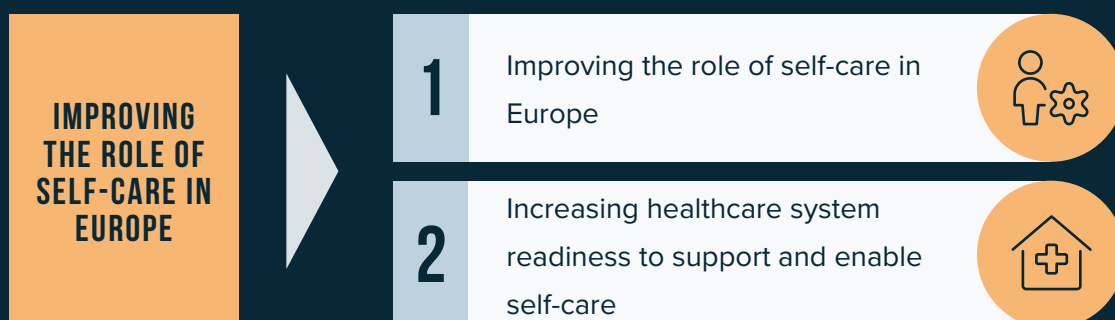 IMPROVING
THE ROLE OF
SELF-CARE IN
EUROPE
1
Improving the role of self-care in
Europe
2
Increasing healthcare system
readiness to support and enable
self-care